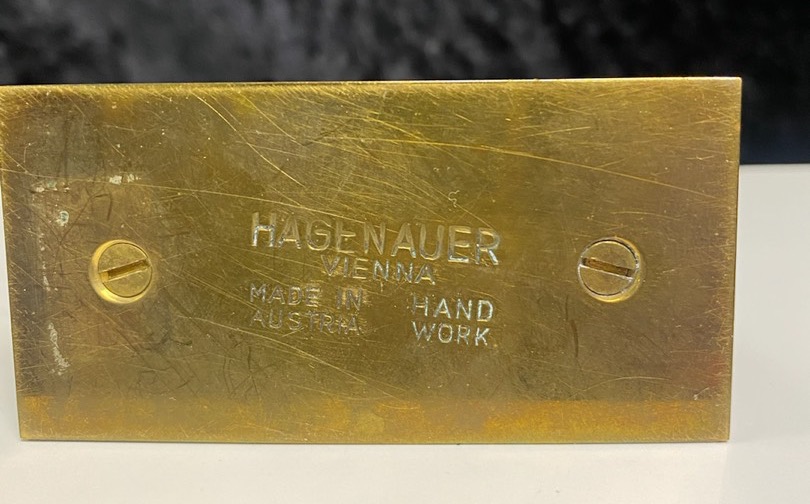 HAGENAUER
VIENNA
MADE IN
AUSTRIA
HAND
WORK